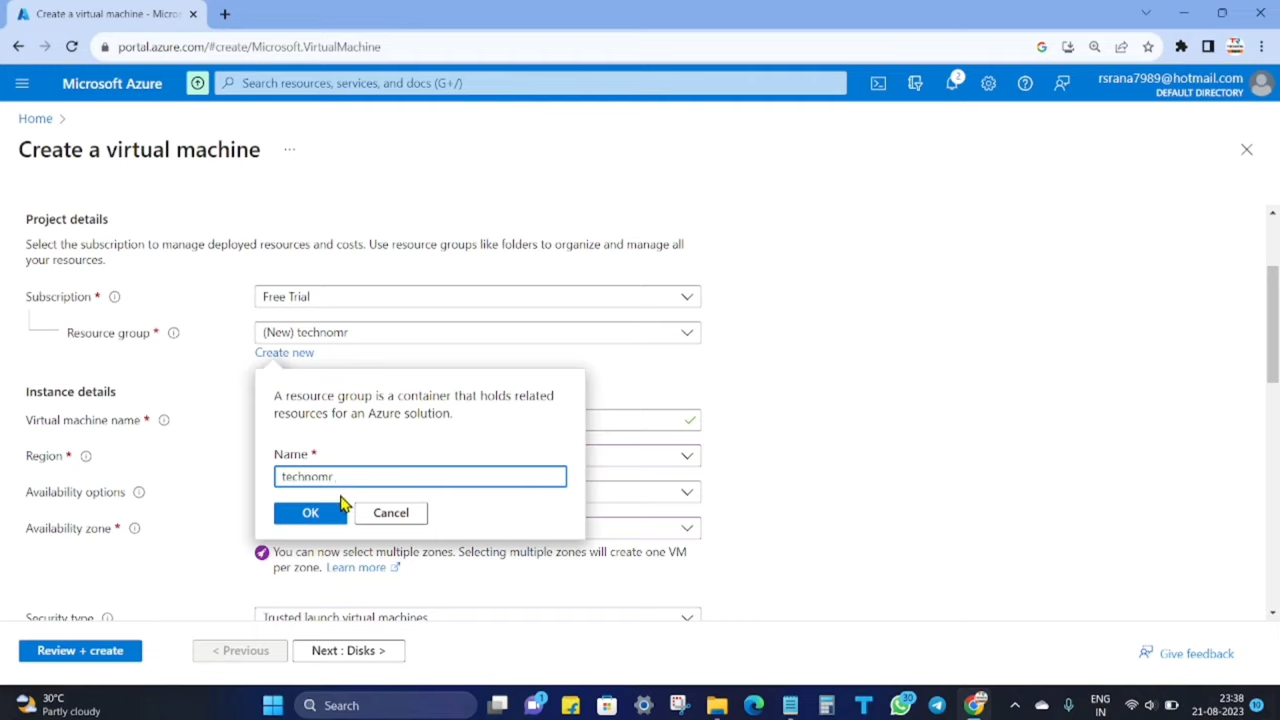 Create a virtual machine - Micros
portal.azure.com/#create/Microsoft.VirtualMachine
Microsoft Azure
Search resources, services, and docs (G+/)
2
rsrana7989@hotmail.com
DEFAULT DIRECTORY
Home
Create a virtual machine
Project details
Select the subscription to manage deployed resources and costs. Use resource groups like folders to organize and manage all
your resources.
Subscription *
Free Trial
Resource group *
(New) technomr
Create new
A resource group is a container that holds related
resources for an Azure solution.
Name *
technomr
OK
Cancel
Instance details
Virtual machine name *
Region *
Availability options
Availability zone *
You can now select multiple zones. Selecting multiple zones will create one VM
per zone. Learn more
Security type
Trusted launch virtual machines
Review + create
< Previous
Next : Disks >
Give feedback
30°C
Partly cloudy
Search
1
30
ENG
IN
23:38
21-08-2023